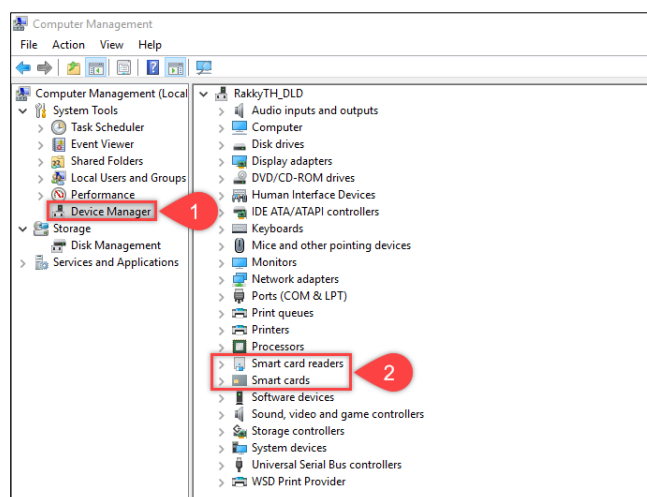 Computer Management
File Action View Help
Computer Management (Local
System Tools
Task Scheduler
Event Viewer
Shared Folders
Local Users and Groups
Performance
Device Manager
1
Storage
Disk Management
Services and Applications
RakkyTH_DLD
Audio inputs and outputs
Computer
Disk drives
Display adapters
DVD/CD-ROM drives
Human Interface Devices
IDE ATA/ATAPI controllers
Keyboards
Mice and other pointing devices
Monitors
Network adapters
Ports (COM & LPT)
Print queues
Printers
Processors
Smart card readers
Smart cards
2
Software devices
Sound, video and game controllers
Storage controllers
System devices
Universal Serial Bus controllers
WSD Print Provider